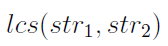 lcs(str₁, str₂)